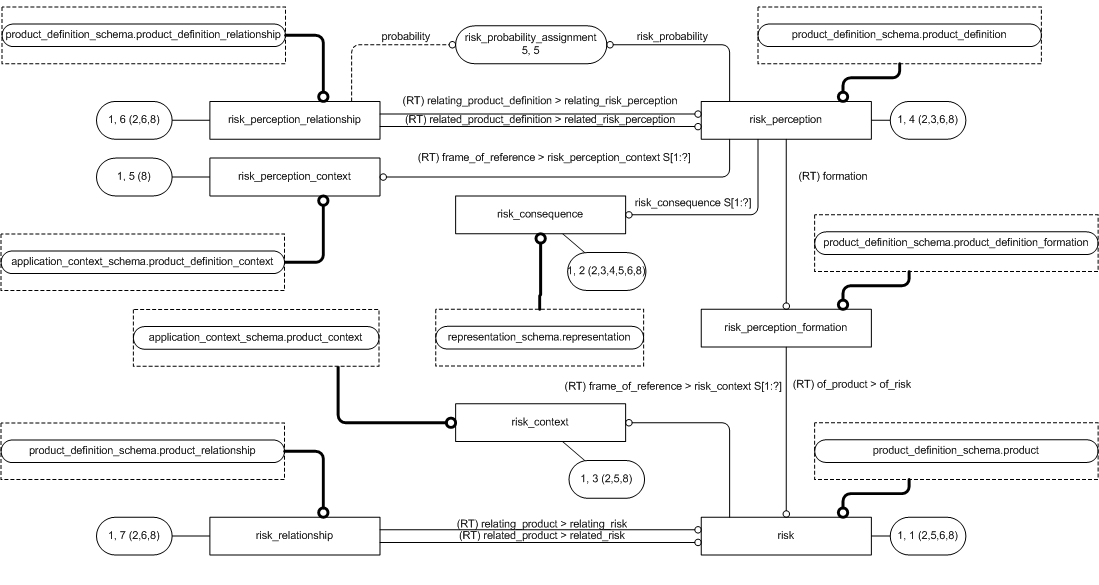 product_definition_schema.product_definition_relationship
probability
risk_probability_assignment
5, 5
risk_probability
product_definition_schema.product_definition
1, 6 (2,6,8)
risk_perception_relationship
(RT) relating_product_definition > relating_risk_perception
(RT) related_product_definition > related_risk_perception
risk_perception
1, 4 (2,3,6,8)
1, 5 (8)
risk_perception_context
(RT) frame_of_reference > risk_perception_context S[1:?]
(RT) formation
risk_consequence
risk_consequence S[1:?]
application_context_schema.product_definition_context
1, 2 (2,3,4,5,6,8)
product_definition_schema.product_definition_formation
application_context_schema.product_context
representation_schema.representation
risk_perception_formation
(RT) frame_of_reference > risk_context S[1:?]
(RT) of_product > of_risk
risk_context
product_definition_schema.product_relationship
product_definition_schema.product
1, 3 (2,5,8)
1, 7 (2,6,8)
risk_relationship
(RT) relating_product > relating_risk
(RT) related_product > related_risk
risk
1, 1 (2,5,6,8)